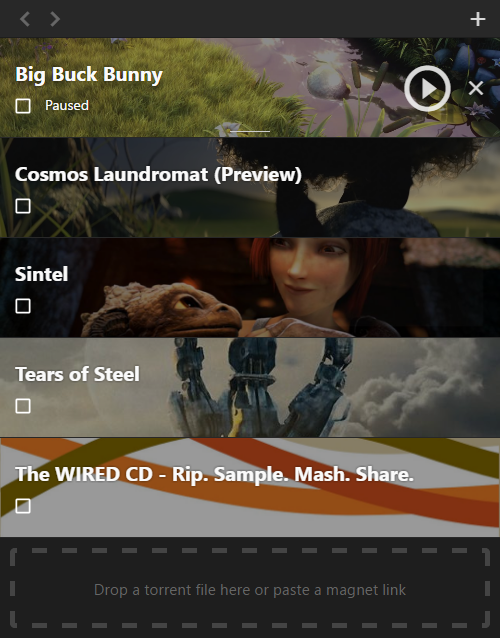 Big Buck Bunny
Paused
Cosmos Laundromat (Preview)
Sintel
Tears of Steel
The WIRED CD - Rip. Sample. Mash. Share.
Drop a torrent file here or paste a magnet link